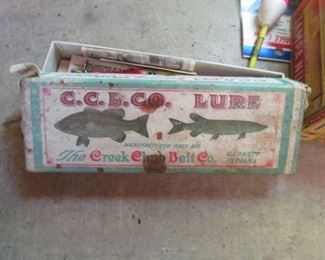 C.C.B.CO. LURE
MANUFACTURED ONLY BY
The Creek Chub Bait Co.
GARRETT
INDIANA